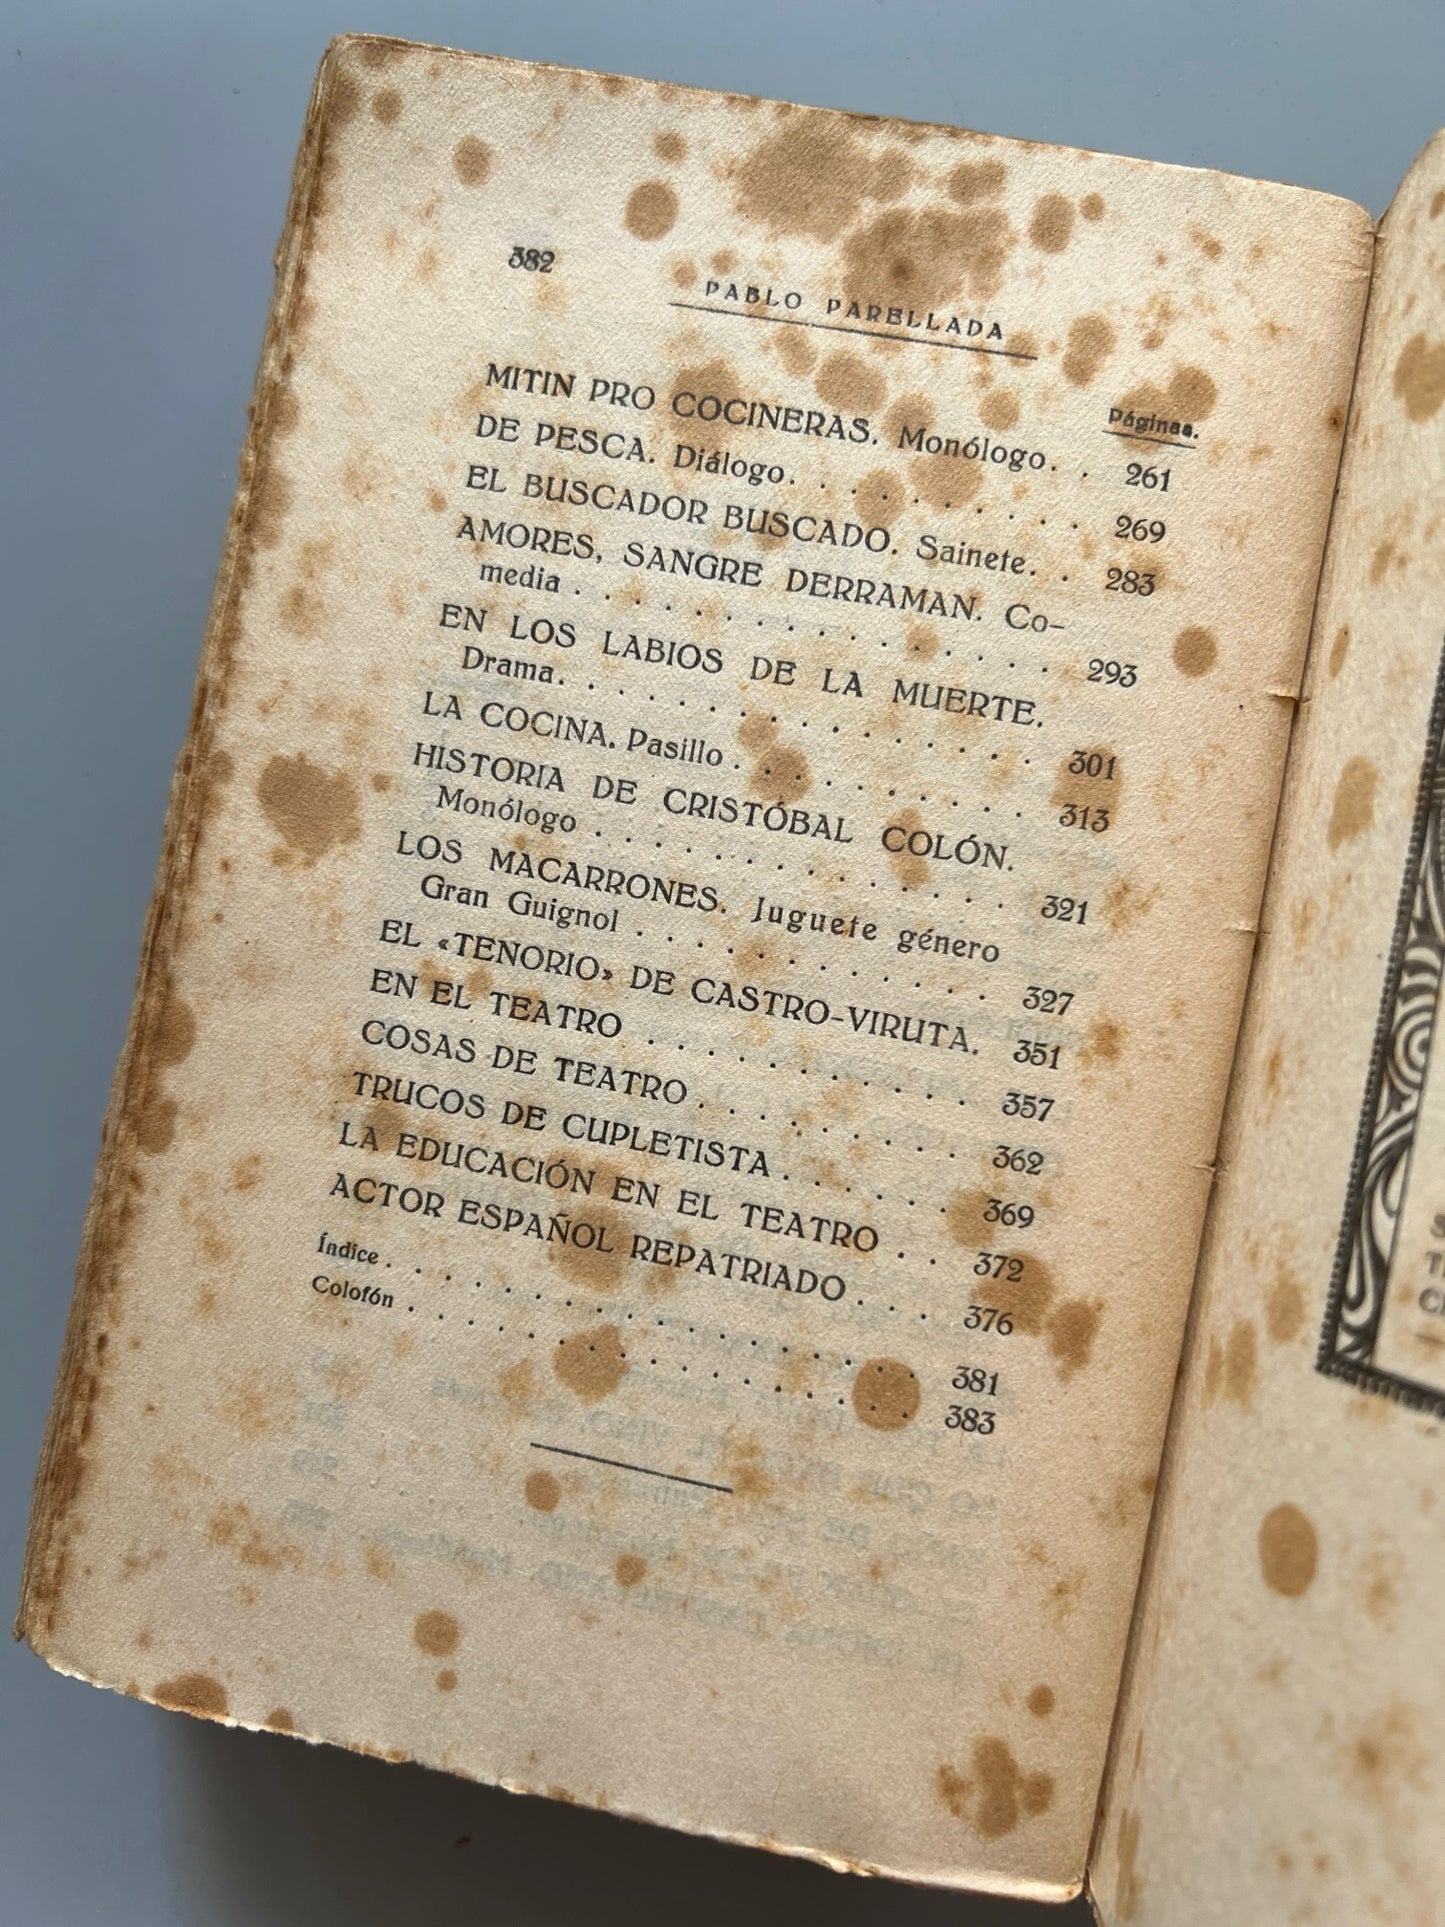 382
PABLO PARELLADA
Páginas.
MITIN PRO COCINERAS. Monólogo. . 261
DE PESCA. Diálogo. . . . . . . . . . 269
EL BUSCADOR BUSCADO. Sainete. . 283
AMORES, SANGRE DERRAMAN. Co-
media . . . . . . . . . . . . . . . 293
EN LOS LABIOS DE LA MUERTE.
Drama. . . . . . . . . . . . . . . 301
LA COCINA. Pasillo . . . . . . . . . . 313
HISTORIA DE CRISTÓBAL COLÓN.
Monólogo . . . . . . . . . . . . . 321
LOS MACARRONES. Juguete género
Gran Guignol . . . . . . . . . . . . 327
EL «TENORIO» DE CASTRO-VIRUTA. 351
EN EL TEATRO . . . . . . . . . . . 357
COSAS DE TEATRO . . . . . . . . . 362
TRUCOS DE CUPLETISTA . . . . . . 369
LA EDUCACIÓN EN EL TEATRO . . 372
ACTOR ESPAÑOL REPATRIADO . . . . 376
Índice . . . . . . . . . . . . . . . . . . 381
Colofón . . . . . . . . . . . . . . . . . 383